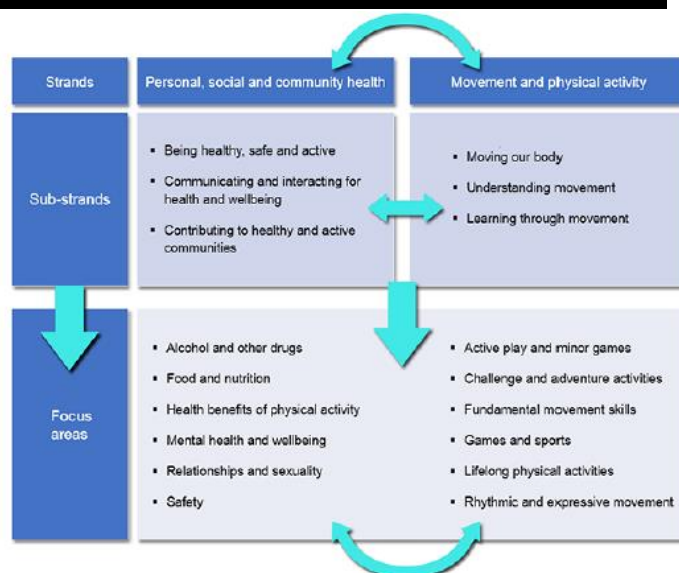 Strands
Personal, social and community health
Movement and physical activity
Sub-strands
▪ Being healthy, safe and active
▪ Communicating and interacting for
health and wellbeing
▪ Contributing to healthy and active
communities
▪ Moving our body
▪ Understanding movement
▪ Learning through movement
Focus
areas
▪ Alcohol and other drugs
▪ Food and nutrition
▪ Health benefits of physical activity
▪ Mental health and wellbeing
▪ Relationships and sexuality
▪ Safety
▪ Active play and minor games
▪ Challenge and adventure activities
▪ Fundamental movement skills
▪ Games and sports
▪ Lifelong physical activities
▪ Rhythmic and expressive movement